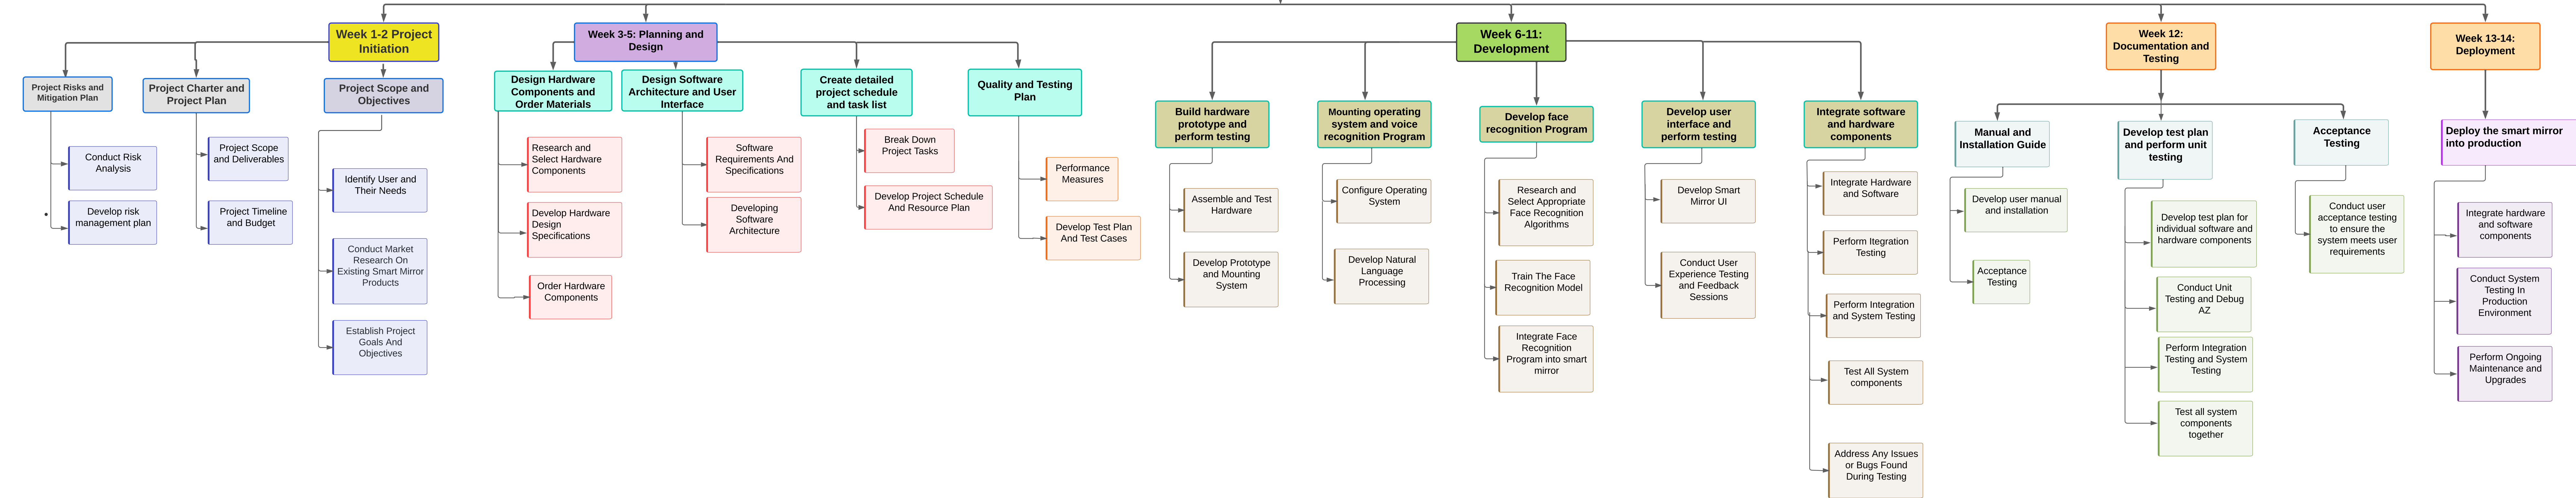 Week 1-2 Project
Initiation
Project Risks and
Mitigation Plan
Conduct Risk
Analysis
Develop risk
management plan
Project Charter and
Project Plan
Project Scope
and Deliverables
Project Timeline
and Budget
Project Scope and
Objectives
Identify User and
Their Needs
Conduct Market
Research On
Existing Smart Mirror
Products
Establish Project
Goals And
Objectives
Week 3-5: Planning and
Design
Design Hardware
Components and
Order Materials
Research and
Select Hardware
Components
Develop Hardware
Design
Specifications
Order Hardware
Components
Design Software
Architecture and User
Interface
Software
Requirements And
Specifications
Developing
Software
Architecture
Create detailed
project schedule
and task list
Break Down
Project Tasks
Develop Project Schedule
And Resource Plan
Quality and Testing
Plan
Performance
Measures
Develop Test Plan
And Test Cases
Week 6-11:
Development
Build hardware
prototype and
perform testing
Assemble and Test
Hardware
Develop Prototype
and Mounting
System
Mounting operating
system and voice
recognition Program
Configure Operating
System
Develop Natural
Language
Processing
Develop face
recognition Program
Research and
Select Appropriate
Face Recognition
Algorithms
Train The Face
Recognition Model
Integrate Face
Recognition
Program into smart
mirror
Develop user
interface and
perform testing
Develop Smart
Mirror UI
Conduct User
Experience Testing
and Feedback
Sessions
Integrate software
and hardware
components
Integrate Hardware
and Software
Perform Itegration
Testing
Perform Integration
and System Testing
Test All System
components
Address Any Issues
or Bugs Found
During Testing
Week 12:
Documentation and
Testing
Manual and
Installation Guide
Develop user manual
and installation
Acceptance
Testing
Develop test plan
and perform unit
testing
Develop test plan for
individual software and
hardware components
Conduct Unit
Testing and Debug
AZ
Perform Integration
Testing and System
Testing
Test all system
components
together
Acceptance
Testing
Conduct user
acceptance testing
to ensure the
system meets user
requirements
Week 13-14:
Deployment
Deploy the smart mirror
into production
Integrate hardware
and software
components
Conduct System
Testing In
Production
Environment
Perform Ongoing
Maintenance and
Upgrades